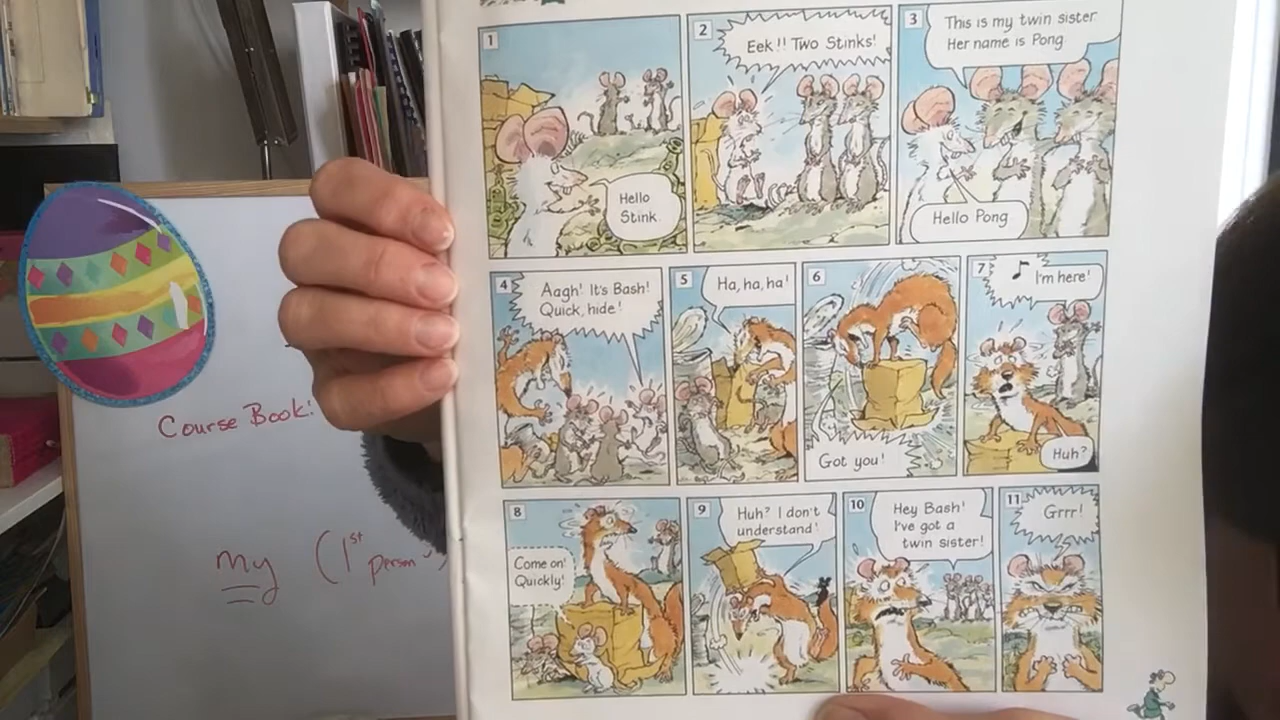 1
Hello
Stink.
2
Eek!! Two Stinks!
3
This is my twin sister.
Her name is Pong.
Hello Pong
4
Aagh! It's Bash!
Quick, hide!
5
Ha, ha, ha!
6
Got you!
7
I'm here!
Huh?
8
Come on!
Quickly!
9
Huh? I don't
understand!
10
Hey Bash!
I've got a
twin sister!
11
Grrr!
Course Book!
my (1st person)